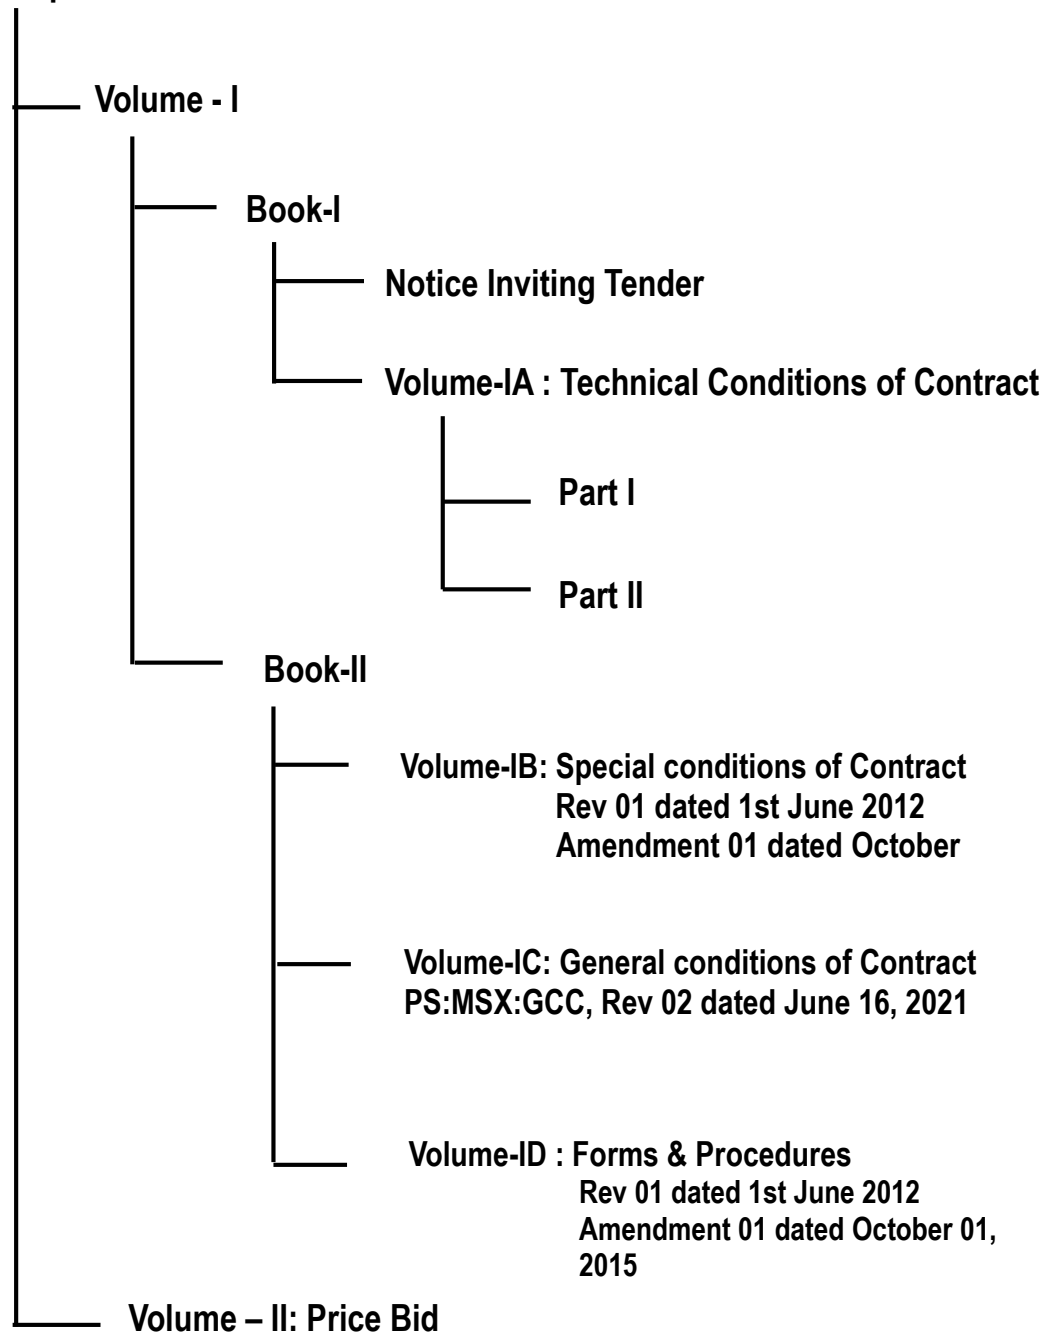 Volume - I
Book-I
Notice Inviting Tender
Volume-IA : Technical Conditions of Contract
Part I
Part II
Book-II
Volume-IB: Special conditions of Contract
Rev 01 dated 1st June 2012
Amendment 01 dated October
Volume-IC: General conditions of Contract
PS:MSX:GCC, Rev 02 dated June 16, 2021
Volume-ID : Forms & Procedures
Rev 01 dated 1st June 2012
Amendment 01 dated October 01,
2015
Volume – II: Price Bid